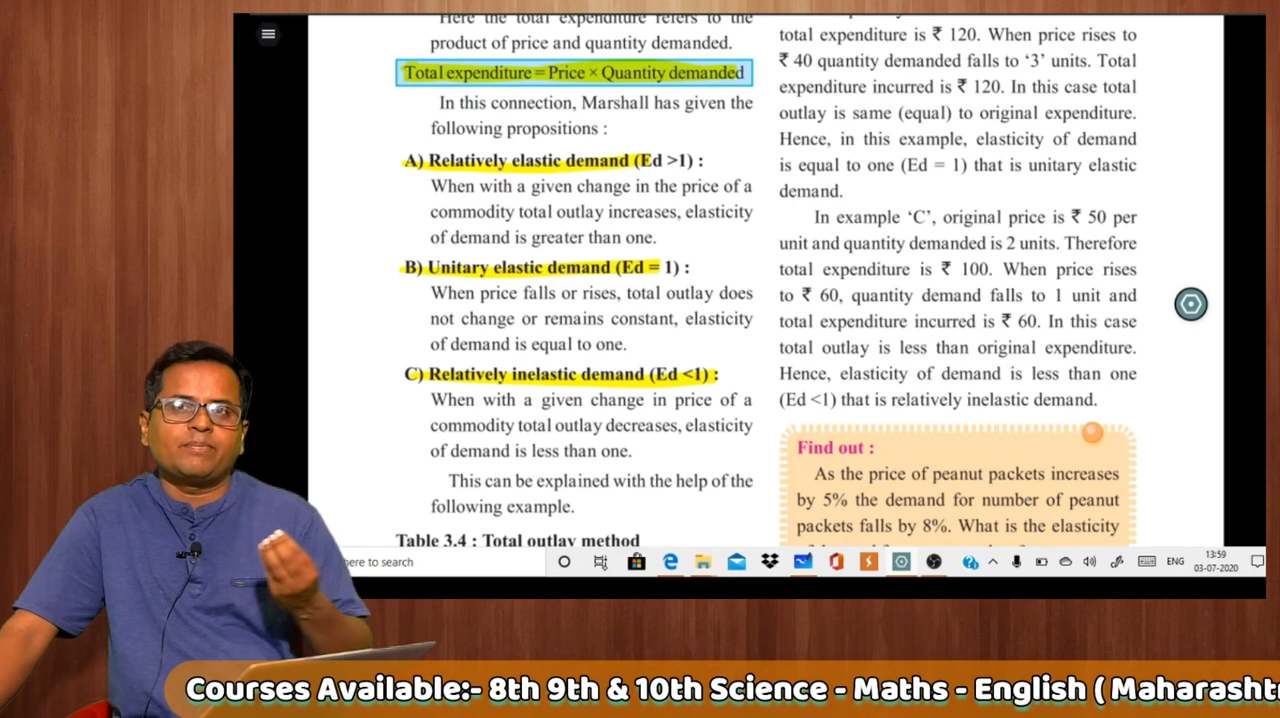 Here the total expenditure refers to the
product of price and quantity demanded.
Total expenditure = Price × Quantity demanded
In this connection, Marshall has given the
following propositions :
A) Relatively elastic demand (Ed >1) :
When with a given change in the price of a
commodity total outlay increases, elasticity
of demand is greater than one.
B) Unitary elastic demand (Ed = 1) :
When price falls or rises, total outlay does
not change or remains constant, elasticity
of demand is equal to one.
C) Relatively inelastic demand (Ed <1) :
When with a given change in price of a
commodity total outlay decreases, elasticity
of demand is less than one.
This can be explained with the help of the
following example.
Table 3.4 : Total outlay method
total expenditure is ₹ 120. When price rises to
₹ 40 quantity demanded falls to ‘3’ units. Total
expenditure incurred is ₹ 120. In this case total
outlay is same (equal) to original expenditure.
Hence, in this example, elasticity of demand
is equal to one (Ed = 1) that is unitary elastic
demand.
In example ‘C’, original price is ₹ 50 per
unit and quantity demanded is 2 units. Therefore
total expenditure is ₹ 100. When price rises
to ₹ 60, quantity demand falls to 1 unit and
total expenditure incurred is ₹ 60. In this case
total outlay is less than original expenditure.
Hence, elasticity of demand is less than one
(Ed <1) that is relatively inelastic demand.
Find out :
As the price of peanut packets increases
by 5% the demand for number of peanut
packets falls by 8%. What is the elasticity
here to search
ENG
13:59
03-07-2020
Courses Available:- 8th 9th & 10th Science - Maths - English ( Maharasht